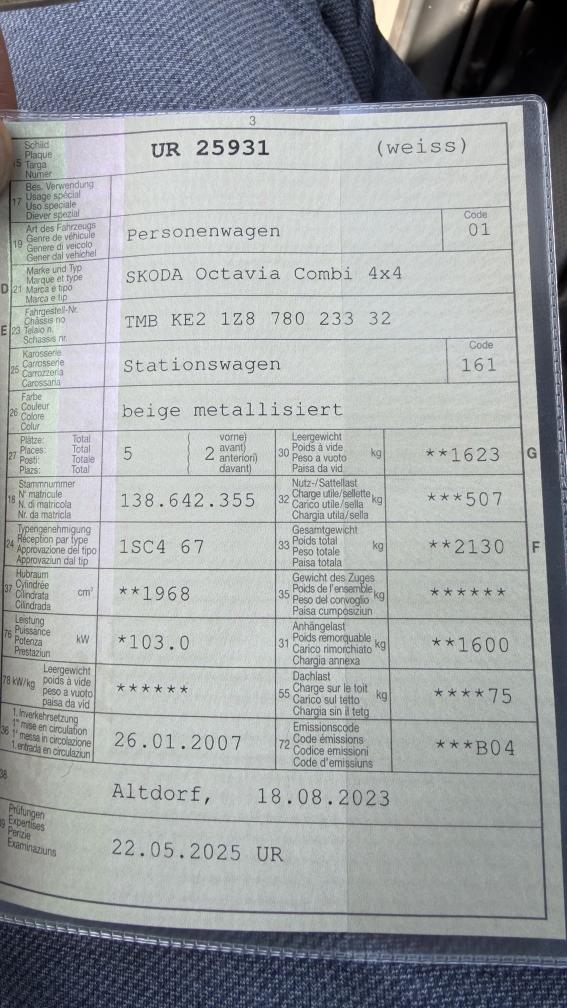 3
15 Schild
Plaque
Targa
Numer
UR 25931 (weiss)
17 Bes. Verwendung
Usage spécial
Uso speciale
Diever spezial
19 Art des Fahrzeugs
Genre de véhicule
Genere di veicolo
Gener dal vehichel
Personenwagen
Code
01
D 21 Marke und Typ
Marque et type
Marca e tipo
Marca e tip
SKODA Octavia Combi 4x4
E 23 Fahrgestell-Nr.
Châssis no
Telaio n.
Schassis nr.
TMB KE2 1Z8 780 233 32
25 Karosserie
Carrosserie
Carrozzeria
Carossaria
Stationswagen
Code
161
26 Farbe
Couleur
Colore
Colur
beige metallisiert
27 Plätze: Total
Places: Total
Posti: Totale
Plazs: Total
5 ( 2 vorne)
avant)
anteriori)
davant)
30 Leergewicht
Poids à vide
Peso a vuoto
Paisa da vid
kg **1623 G
18 Stammnummer
N° matricule
N. di matricola
Nr. da matricla
138.642.355
32 Nutz-/Sattellast
Charge utile/sellette
Carico utile/sella
Chargia utila/sella
kg ***507
24 Typengenehmigung
Réception par type
Approvazione del tipo
Approvaziun dal tip
1SC4 67
33 Gesamtgewicht
Poids total
Peso totale
Paisa totala
kg **2130 F
37 Hubraum
Cylindrée
Cilindrata
Cilindrada
cm³ **1968
35 Gewicht des Zuges
Poids de l'ensemble
Peso del convoglio
Paisa cumposiziun
kg ******
76 Leistung
Puissance
Potenza
Prestaziun
kW *103.0
31 Anhängelast
Poids remorquable
Carico rimorchiato
Chargia annexa
kg **1600
78 kW/kg Leergewicht
poids à vide
peso a vuoto
paisa da vid
******
55 Dachlast
Charge sur le toit
Carico sul tetto
Chargia sin il tetg
kg ****75
36 1. Inverkehrsetzung
1re mise en circulation
1a messa in circolazione
1. entrada en circulaziun
26.01.2007
72 Emissionscode
Code émissions
Codice emissioni
Code d'emissiuns
***B04
38
Altdorf, 18.08.2023
Prüfungen
Expertises
Perizie
Examinaziuns
22.05.2025 UR